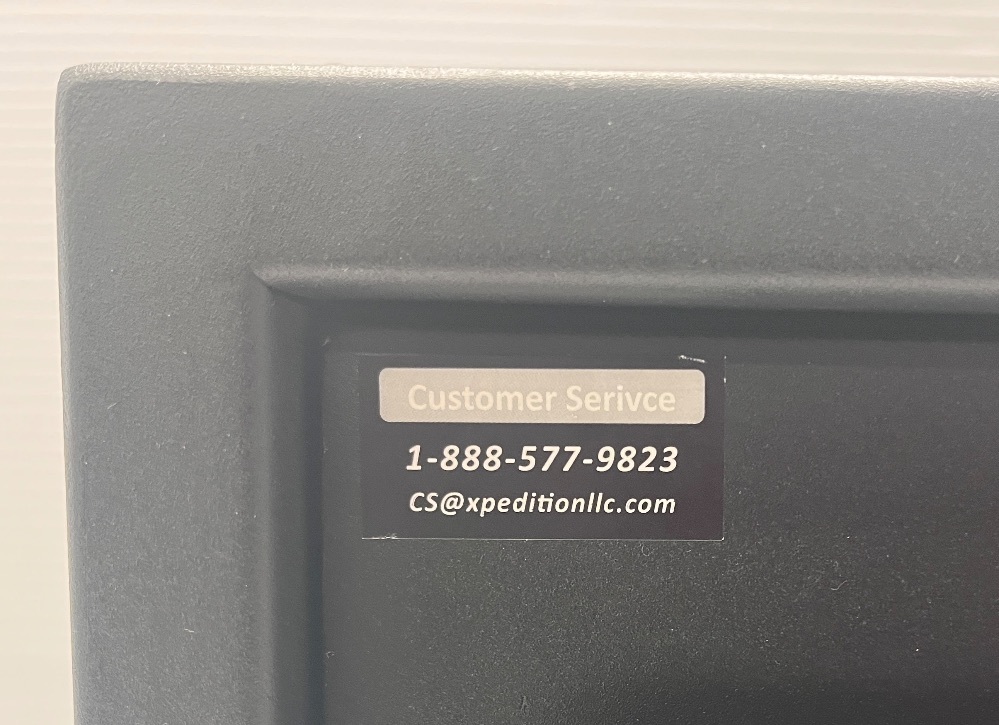 Customer Serivce
1-888-577-9823
CS@xpeditionllc.com